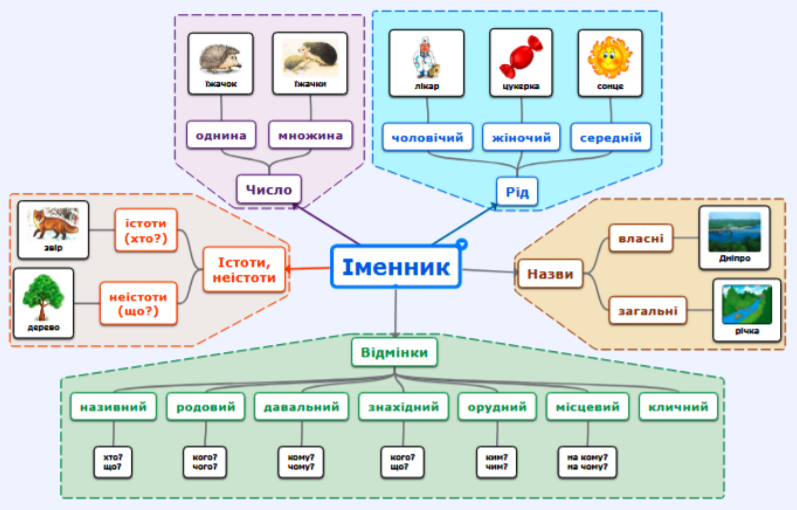 їжачок
їжачки
однина
множина
Число
лікар
цукерка
сонце
чоловічий
жіночий
середній
Рід
звір
істоти
(хто?)
дерево
неістоти
(що?)
Істоти,
неістоти
Іменник
Назви
власні
Дніпро
загальні
річка
Відмінки
називний
родовий
давальний
знахідний
орудний
місцевий
кличний
хто?
що?
кого?
чого?
кому?
чому?
кого?
що?
ким?
чим?
на кому?
на чому?